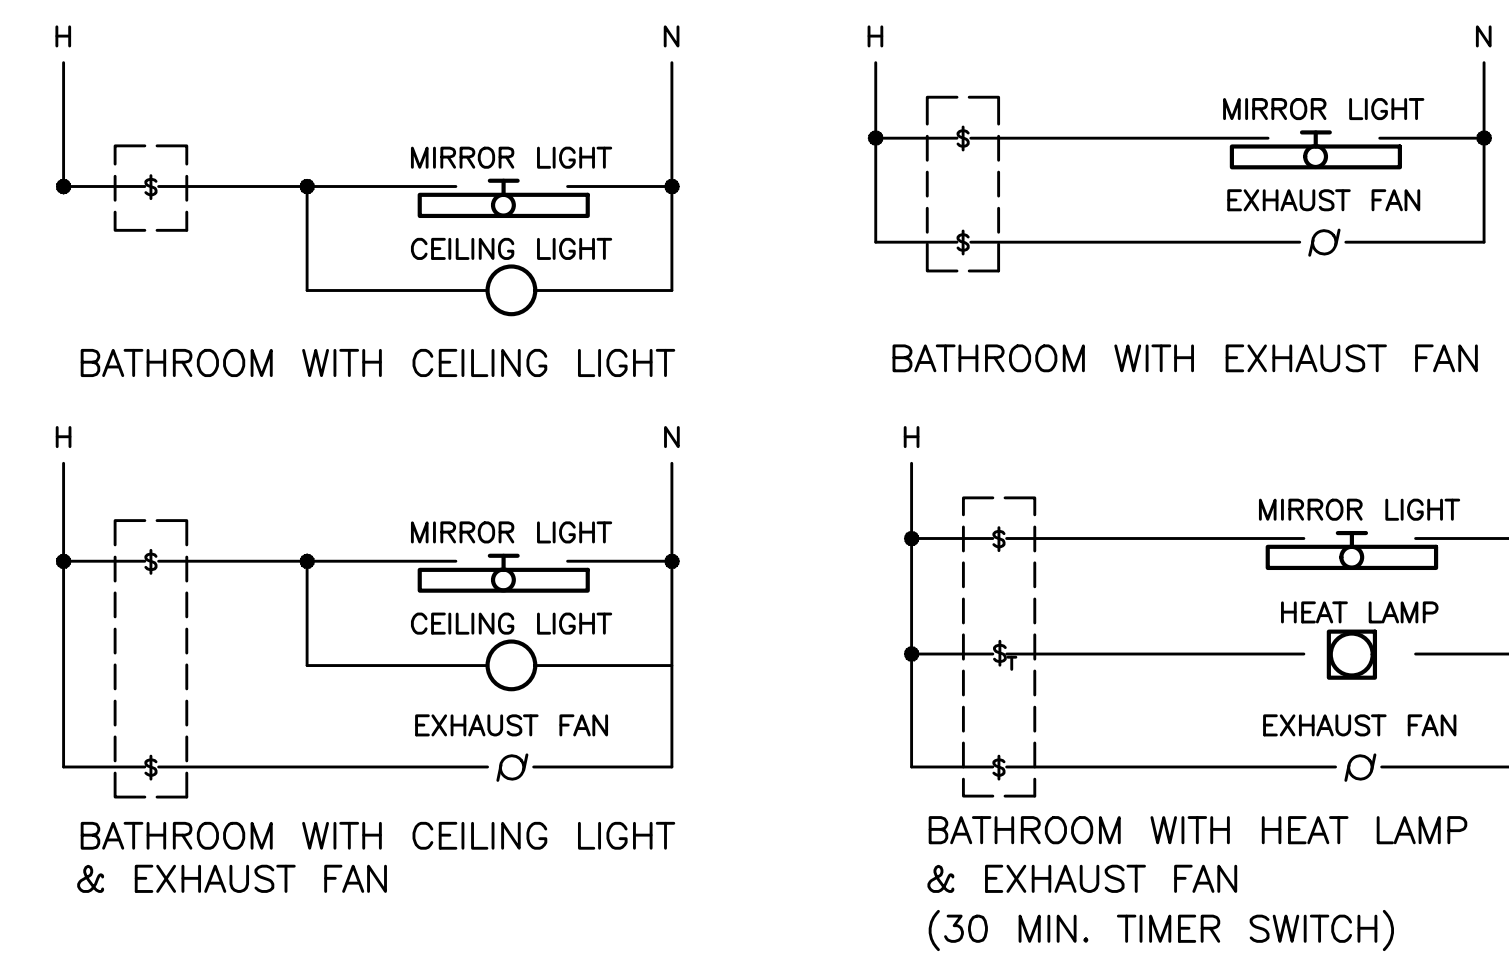 H N
$
MIRROR LIGHT
CEILING LIGHT
BATHROOM WITH CEILING LIGHT
H N
$
MIRROR LIGHT
$
EXHAUST FAN
BATHROOM WITH EXHAUST FAN
H N
$
MIRROR LIGHT
CEILING LIGHT
$
EXHAUST FAN
BATHROOM WITH CEILING LIGHT
& EXHAUST FAN
H
$
MIRROR LIGHT
$T
HEAT LAMP
$
EXHAUST FAN
BATHROOM WITH HEAT LAMP
& EXHAUST FAN
(30 MIN. TIMER SWITCH)